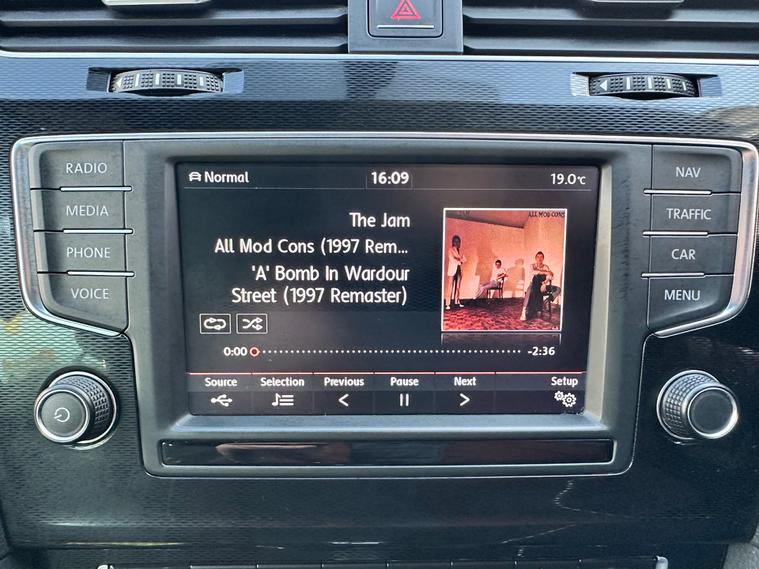 RADIO
MEDIA
PHONE
VOICE
Normal
16:09
19.0°C
The Jam
All Mod Cons (1997 Rem...
'A' Bomb In Wardour
Street (1997 Remaster)
ALL MOD CONS
0:00
-2:36
Source
Selection
Previous
Pause
Next
Setup
NAV
TRAFFIC
CAR
MENU